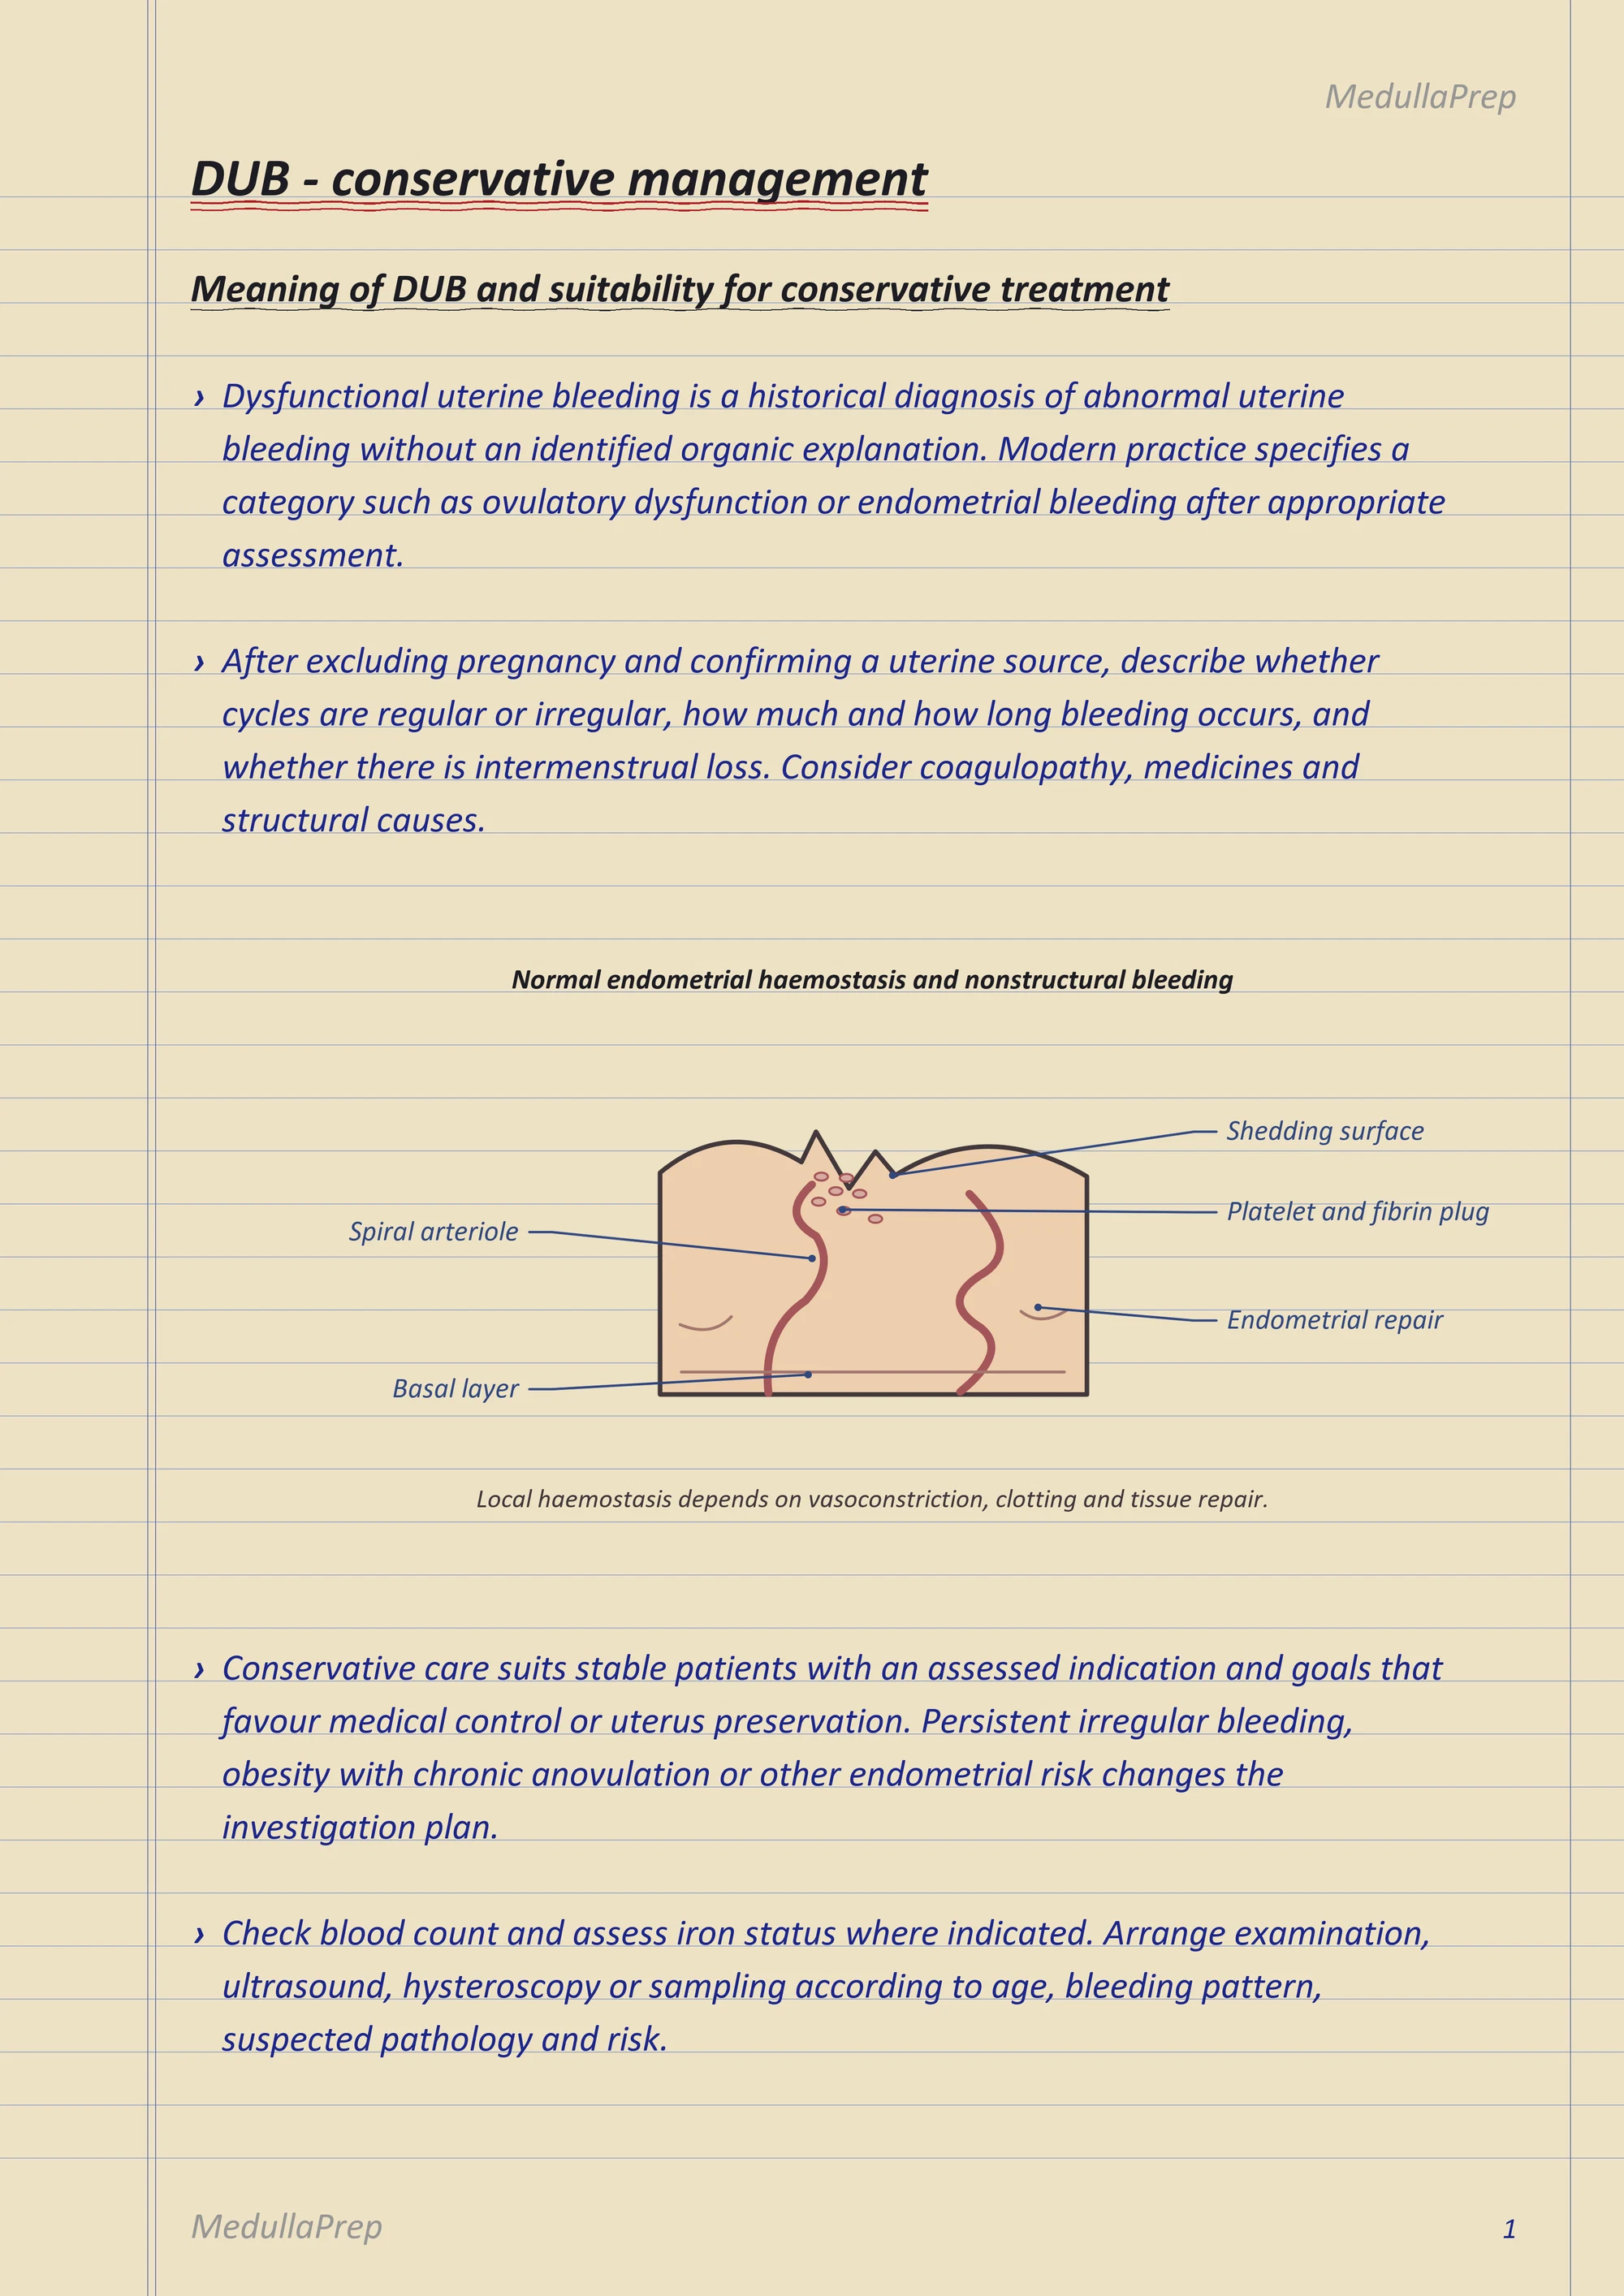 MedullaPrep
DUB - conservative management
Meaning of DUB and suitability for conservative treatment
› Dysfunctional uterine bleeding is a historical diagnosis of abnormal uterine
bleeding without an identified organic explanation. Modern practice specifies a
category such as ovulatory dysfunction or endometrial bleeding after appropriate
assessment.
› After excluding pregnancy and confirming a uterine source, describe whether
cycles are regular or irregular, how much and how long bleeding occurs, and
whether there is intermenstrual loss. Consider coagulopathy, medicines and
structural causes.
Normal endometrial haemostasis and nonstructural bleeding
Shedding surface
Platelet and fibrin plug
Spiral arteriole
Endometrial repair
Basal layer
Local haemostasis depends on vasoconstriction, clotting and tissue repair.
› Conservative care suits stable patients with an assessed indication and goals that
favour medical control or uterus preservation. Persistent irregular bleeding,
obesity with chronic anovulation or other endometrial risk changes the
investigation plan.
› Check blood count and assess iron status where indicated. Arrange examination,
ultrasound, hysteroscopy or sampling according to age, bleeding pattern,
suspected pathology and risk.
MedullaPrep
1